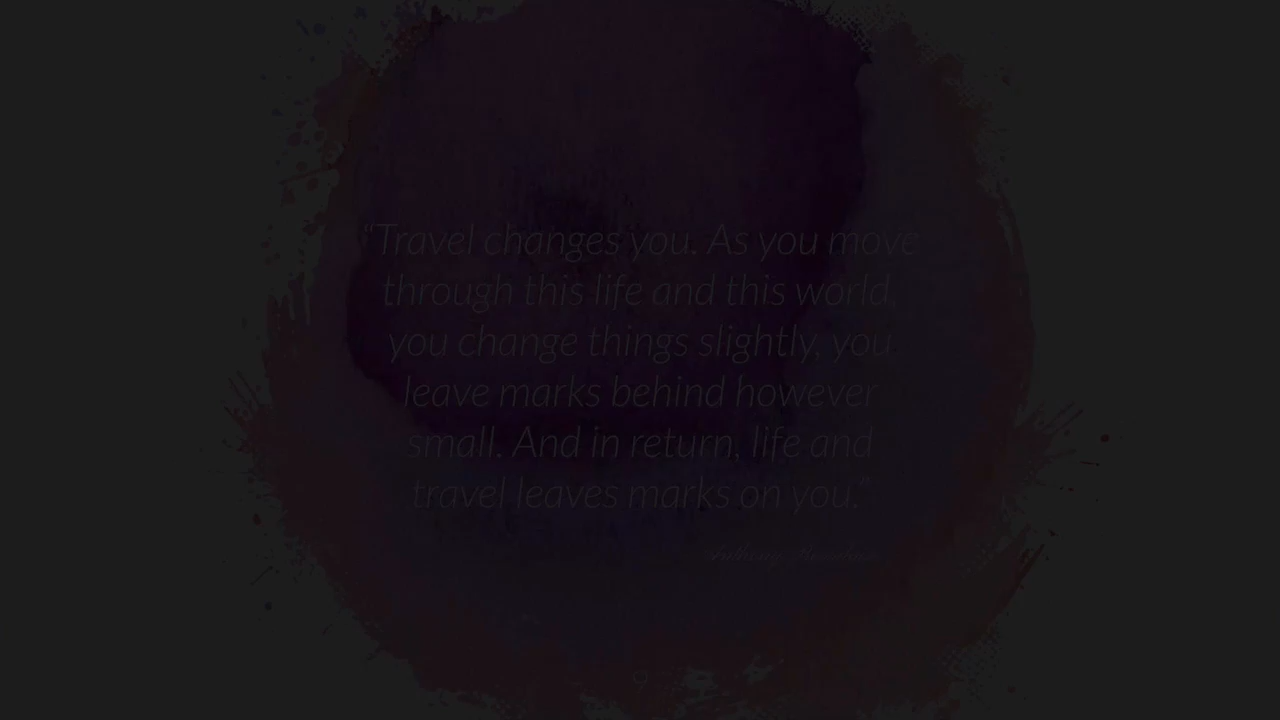 “Travel changes you. As you move
through this life and this world
you change things slightly, you
leave marks behind however
small. And in return, life and
travel leaves marks on you.”
Anthony